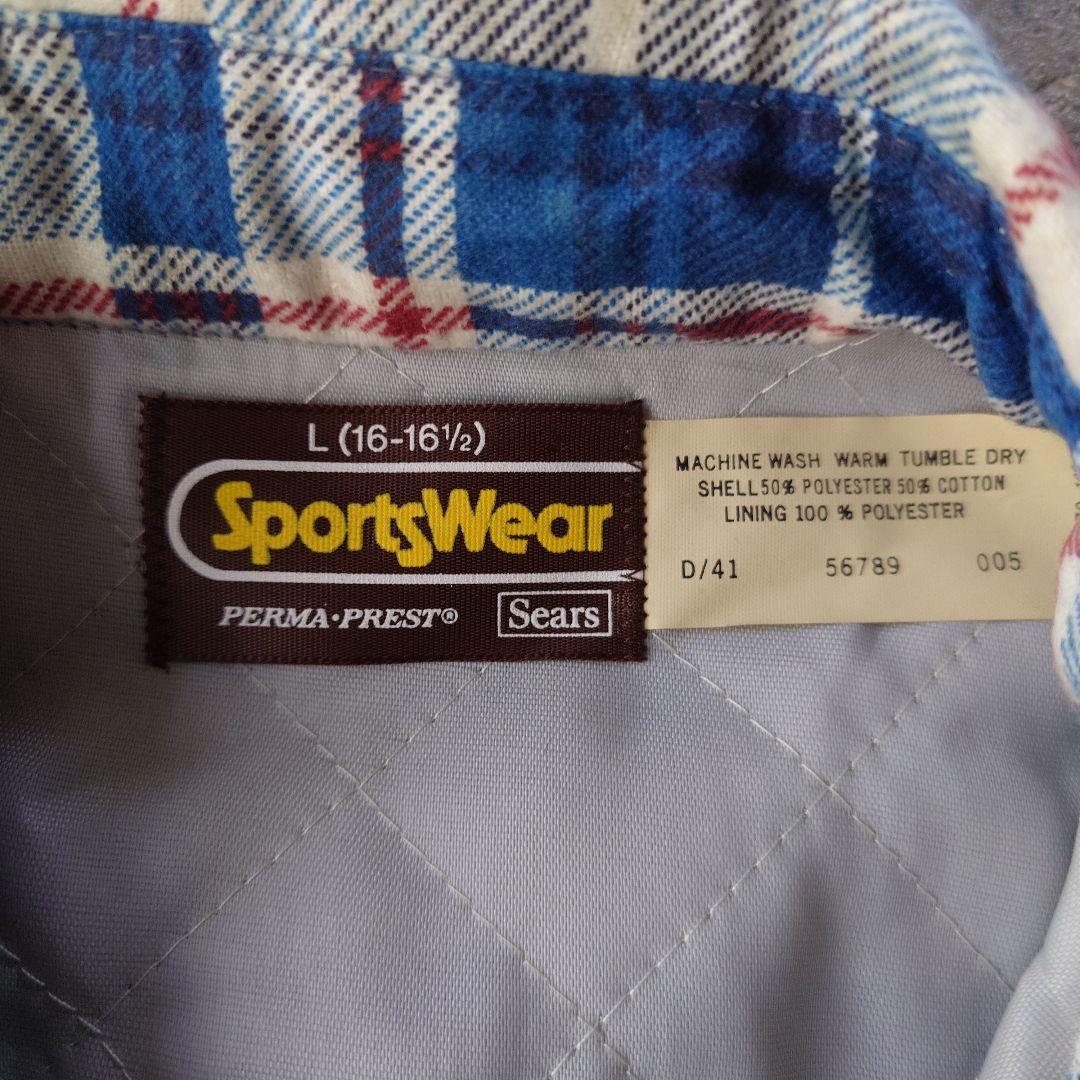 L (16-16½)
SportsWear
PERMA·PREST®
Sears
MACHINE WASH WARM TUMBLE DRY
SHELL 50% POLYESTER 50% COTTON
LINING 100 % POLYESTER
D/41 56789 005